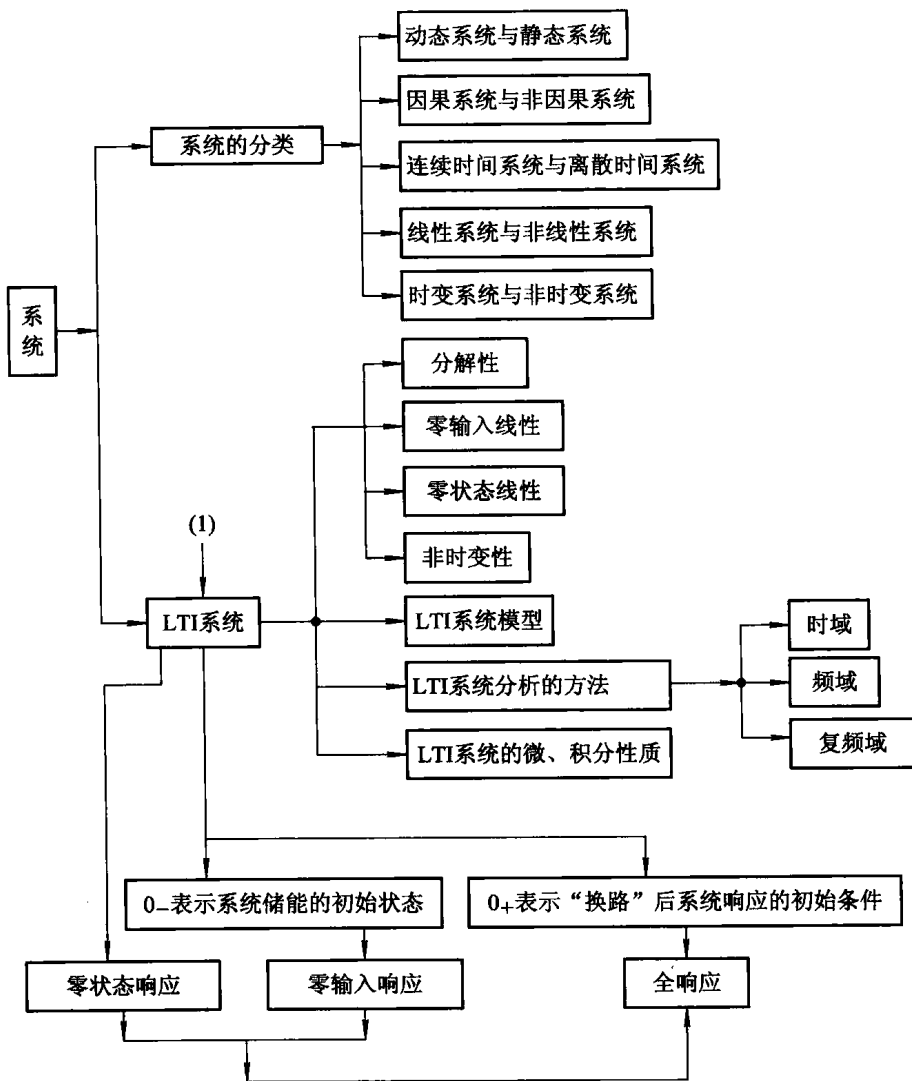 动态系统与静态系统
因果系统与非因果系统
系统的分类
连续时间系统与离散时间系统
线性系统与非线性系统
时变系统与非时变系统
系
统
分解性
零输入线性
零状态线性
(1)
非时变性
LTI系统
LTI系统模型
时域
LTI系统分析的方法
频域
复频域
LTI系统的微、积分性质
0−表示系统储能的初始状态
0+表示“换路”后系统响应的初始条件
零状态响应
零输入响应
全响应